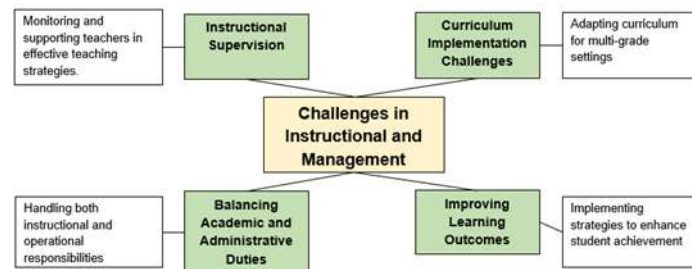 Monitoring and
supporting teachers in
effective teaching
strategies.
Instructional
Supervision
Curriculum
Implementation
Challenges
Adapting curriculum
for multi-grade
settings
Challenges in
Instructional and
Management
Handling both
instructional and
operational
responsibilities
Balancing
Academic and
Administrative
Duties
Improving
Learning
Outcomes
Implementing
strategies to enhance
student achievement